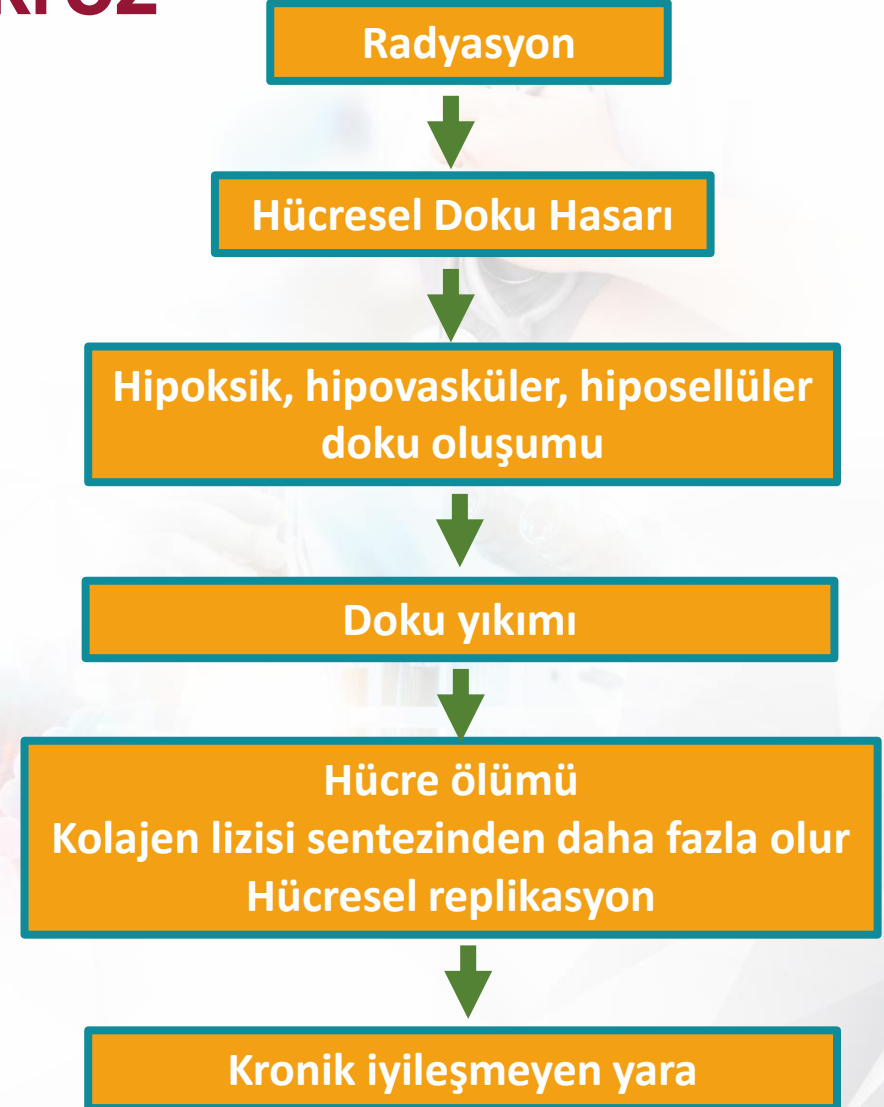 Radyasyon
Hücresel Doku Hasarı
Hipoksik, hipovasküler, hiposellüler
doku oluşumu
Doku yıkımı
Hücre ölümü
Kolajen lizisi sentezinden daha fazla olur
Hücresel replikasyon
Kronik iyileşmeyen yara